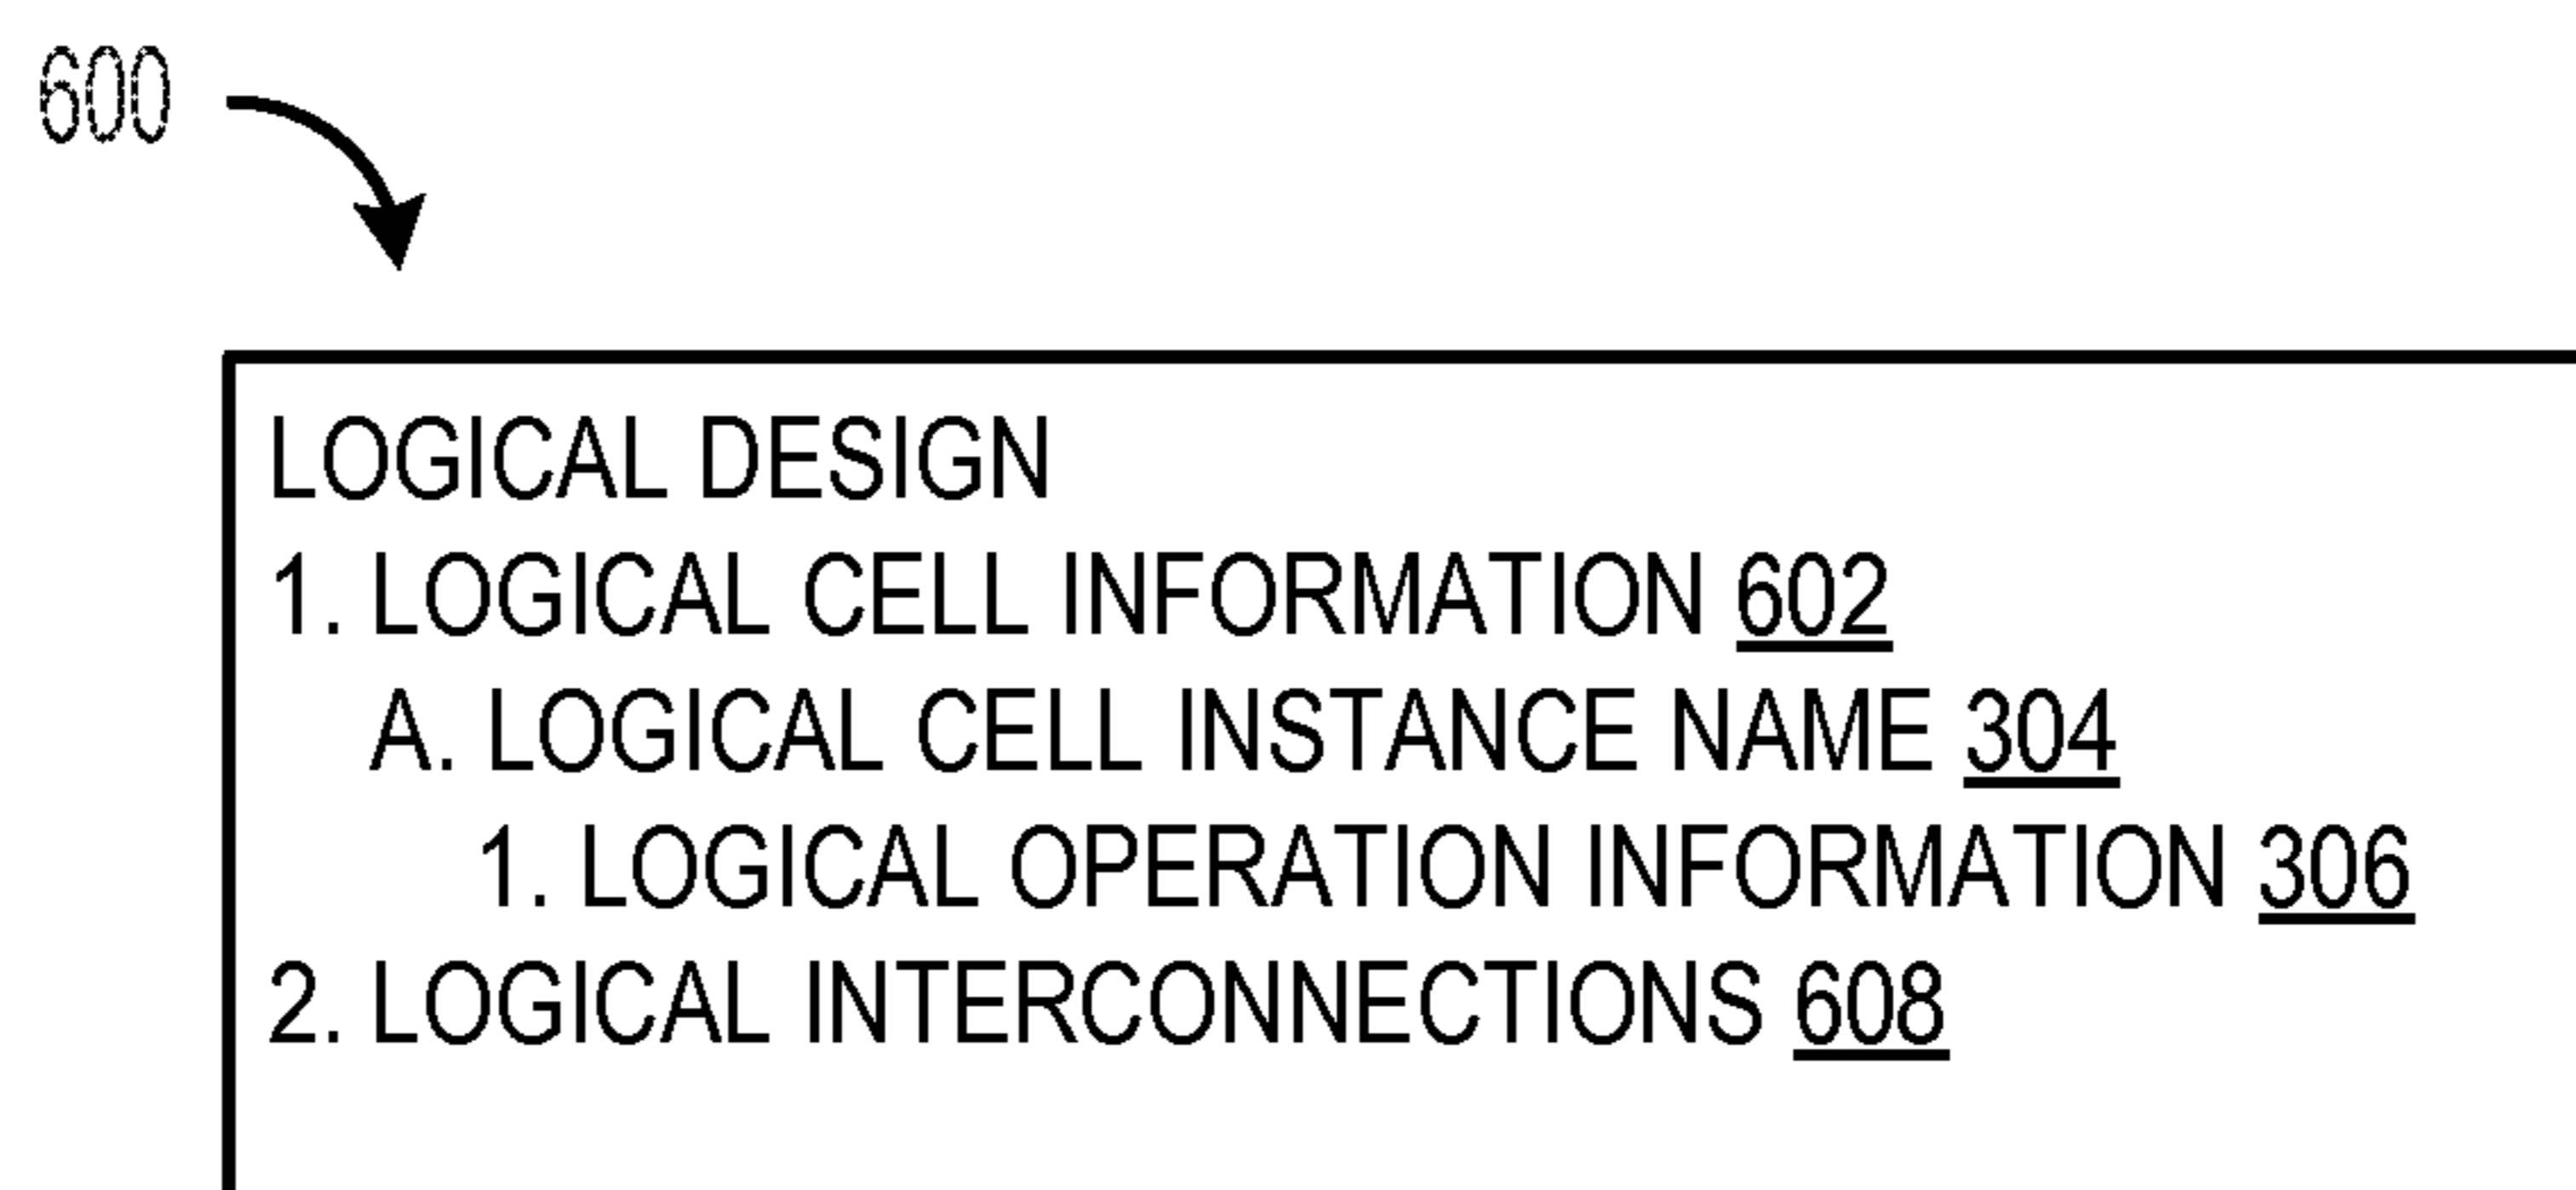 600
LOGICAL DESIGN
1. LOGICAL CELL INFORMATION 602
A. LOGICAL CELL INSTANCE NAME 304
1. LOGICAL OPERATION INFORMATION 306
2. LOGICAL INTERCONNECTIONS 608